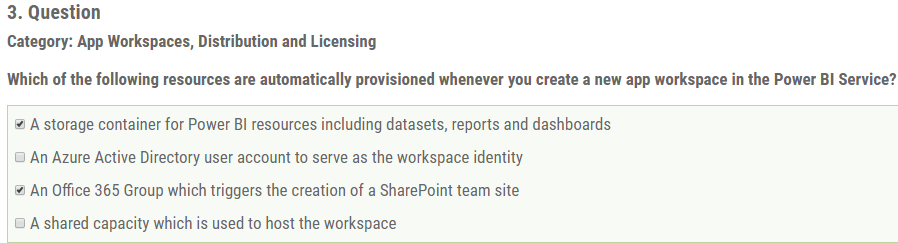 3. Question
Category: App Workspaces, Distribution and Licensing
Which of the following resources are automatically provisioned whenever you create a new app workspace in the Power BI Service?
A storage container for Power BI resources including datasets, reports and dashboards
An Azure Active Directory user account to serve as the workspace identity
An Office 365 Group which triggers the creation of a SharePoint team site
A shared capacity which is used to host the workspace